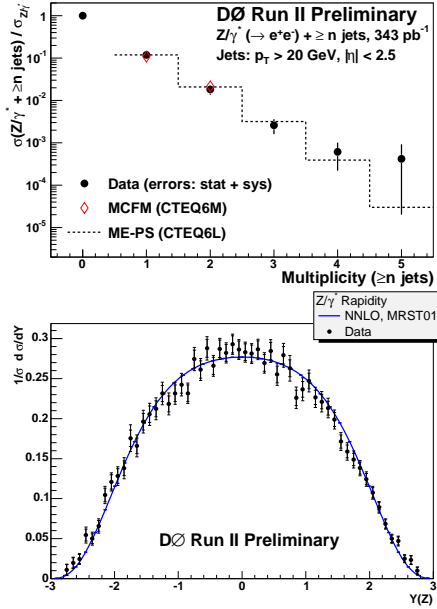 DØ Run II Preliminary
Z/γ* (→ e⁺e⁻) + ≥n jets, 343 pb⁻¹
Jets: p_T > 20 GeV, |η| < 2.5
σ(Z/γ* + ≥n jets) / σ_Z/γ*
1
10⁻¹
10⁻²
10⁻³
10⁻⁴
10⁻⁵
Data (errors: stat + sys)
MCFM (CTEQ6M)
ME-PS (CTEQ6L)
0 1 2 3 4 5
Multiplicity (≥n jets)
Z/γ* Rapidity
NNLO, MRST01
Data
1/σ dσ/dY
0.3
0.25
0.2
0.15
0.1
0.05
0
DØ Run II Preliminary
-3 -2 -1 0 1 2 3
Y(Z)